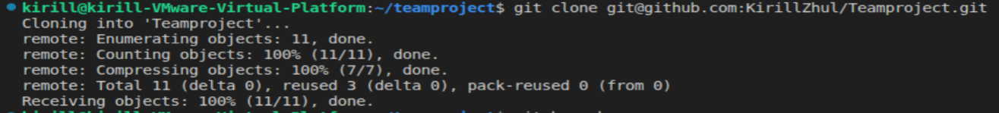 kirill@kirill-VMware-Virtual-Platform:~/teamproject$ git clone git@github.com:KirillZhul/Teamproject.git
Cloning into 'Teamproject'...
remote: Enumerating objects: 11, done.
remote: Counting objects: 100% (11/11), done.
remote: Compressing objects: 100% (7/7), done.
remote: Total 11 (delta 0), reused 3 (delta 0), pack-reused 0 (from 0)
Receiving objects: 100% (11/11), done.